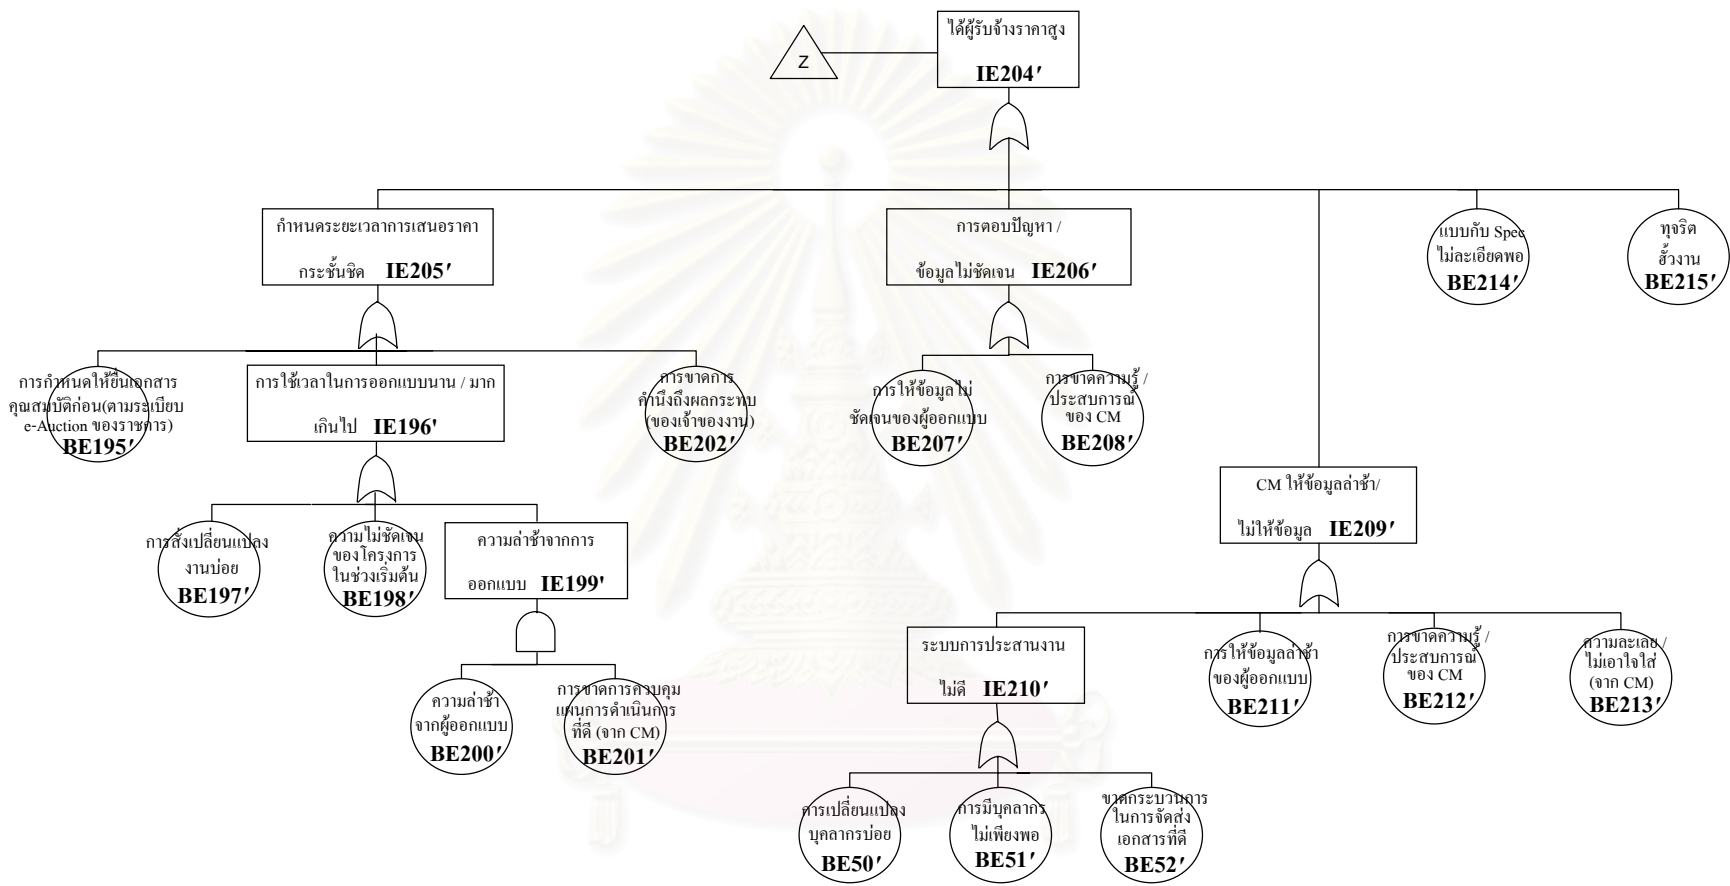 ได้ผู้รับจ้างราคาสูง
IE204′
Z
กำหนดระยะเวลาการเสนอราคา
กระชั้นชิด IE205′
การตอบปัญหา /
ข้อมูลไม่ชัดเจน IE206′
แบบกับ Spec
ไม่ละเอียดพอ
BE214′
ทุจริต
ฮั้วงาน
BE215′
การกำหนดให้ยื่นเอกสาร
คุณสมบัติก่อน(ตามระเบียบ
e-Auction ของราชการ)
BE195′
การใช้เวลาในการออกแบบนาน / มาก
เกินไป IE196'
การขาดการ
คำนึงถึงผลกระทบ
(ของเจ้าของงาน)
BE202′
การให้ข้อมูลไม่
ชัดเจนของผู้ออกแบบ
BE207′
การขาดความรู้ /
ประสบการณ์
ของ CM
BE208′
CM ให้ข้อมูลล่าช้า/
ไม่ให้ข้อมูล IE209′
การสั่งเปลี่ยนแปลง
งานบ่อย
BE197′
ความไม่ชัดเจน
ของโครงการ
ในช่วงเริ่มต้น
BE198′
ความล่าช้าจากการ
ออกแบบ IE199'
ระบบการประสานงาน
ไม่ดี IE210′
การให้ข้อมูลล่าช้า
ของผู้ออกแบบ
BE211′
การขาดความรู้ /
ประสบการณ์
ของ CM
BE212′
ความละเลย /
ไม่เอาใจใส่
(จาก CM)
BE213′
ความล่าช้า
จากผู้ออกแบบ
BE200′
การขาดการควบคุม
แผนการดำเนินการ
ที่ดี (จาก CM)
BE201′
การเปลี่ยนแปลง
บุคลากรบ่อย
BE50′
การมีบุคลากร
ไม่เพียงพอ
BE51′
ขาดกระบวนการ
ในการจัดส่ง
เอกสารที่ดี
BE52′